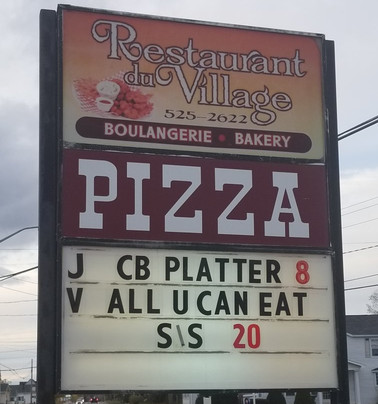 Restaurant
du Village
525-2622
BOULANGERIE • BAKERY
PIZZA
J CB PLATTER 8
V ALL U CAN EAT
S\S 20